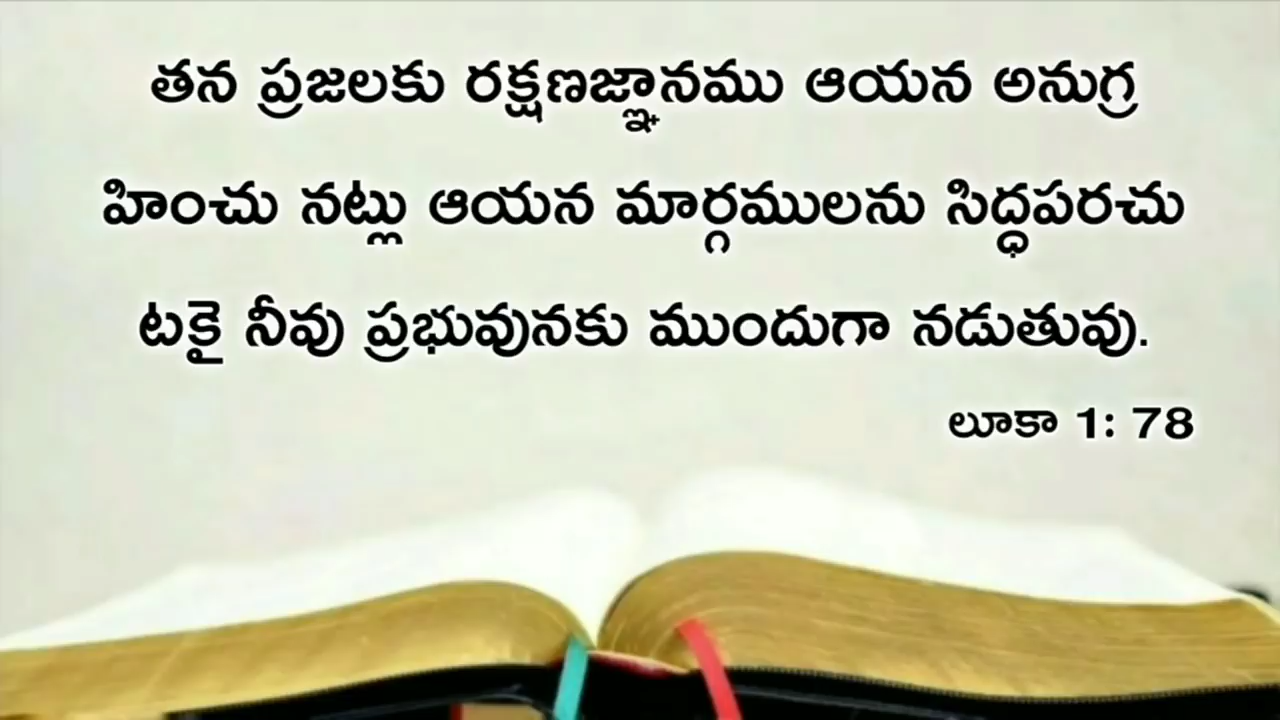 తన ప్రజలకు రక్షణజ్ఞానము ఆయన అనుగ్ర
హించు నట్లు ఆయన మార్గములను సిద్ధపరచు
టకై నీవు ప్రభువునకు ముందుగా నడుతువు.
లూకా 1: 78